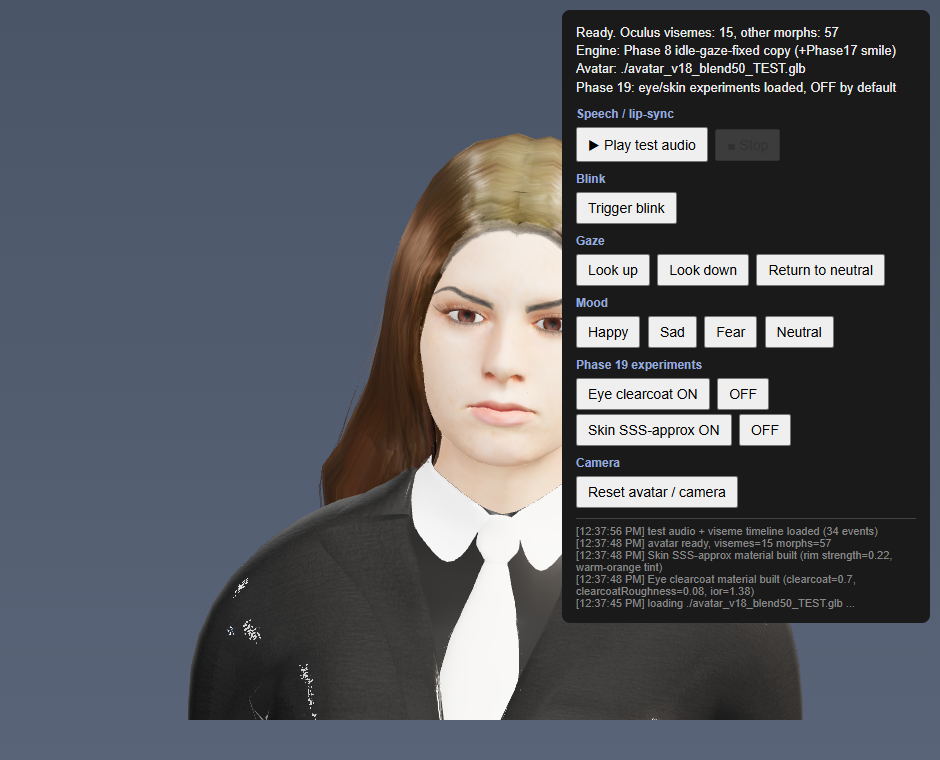 Ready. Oculus visemes: 15, other morphs: 57
Engine: Phase 8 idle-gaze-fixed copy (+Phase17 smile)
Avatar: ./avatar_v18_blend50_TEST.glb
Phase 19: eye/skin experiments loaded, OFF by default
Speech / lip-sync
▶ Play test audio ■ Stop
Blink
Trigger blink
Gaze
Look up Look down Return to neutral
Mood
Happy Sad Fear Neutral
Phase 19 experiments
Eye clearcoat ON OFF
Skin SSS-approx ON OFF
Camera
Reset avatar / camera
[12:37:56 PM] test audio + viseme timeline loaded (34 events)
[12:37:48 PM] avatar ready, visemes=15 morphs=57
[12:37:48 PM] Skin SSS-approx material built (rim strength=0.22,
warm-orange tint)
[12:37:48 PM] Eye clearcoat material built (clearcoat=0.7,
clearcoatRoughness=0.08, ior=1.38)
[12:37:45 PM] loading ./avatar_v18_blend50_TEST.glb ...